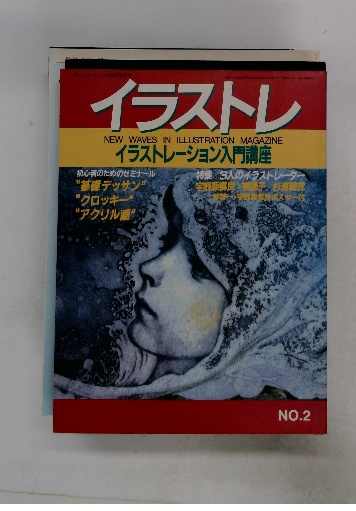 イラストレ
NEW WAVES IN ILLUSTRATION MAGAZINE
イラストレーション入門講座
初心者のためのゼミナール
"基礎デッサン"
"クロッキー"
"アクリル画"
特集 3人のイラストレーター
NO.2